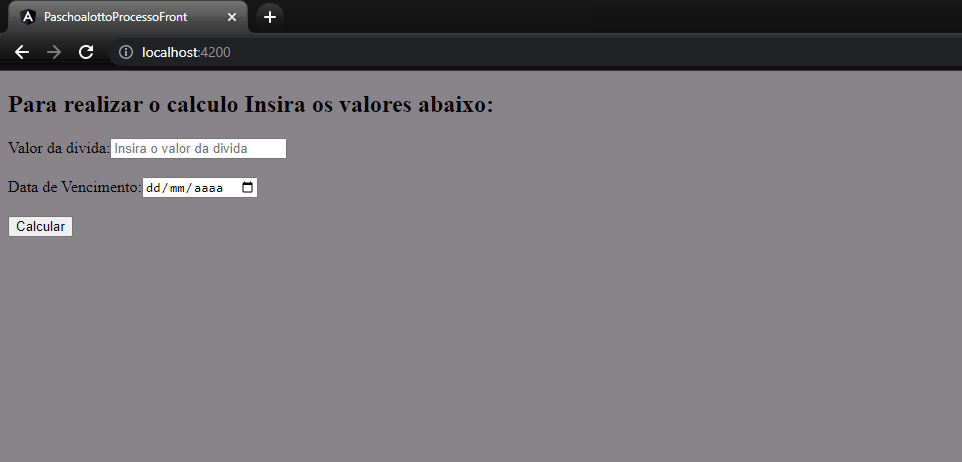 PaschoalottoProcessoFront
localhost:4200
Para realizar o calculo Insira os valores abaixo:
Valor da divida: Insira o valor da divida
Data de Vencimento: dd/mm/aaaa
Calcular